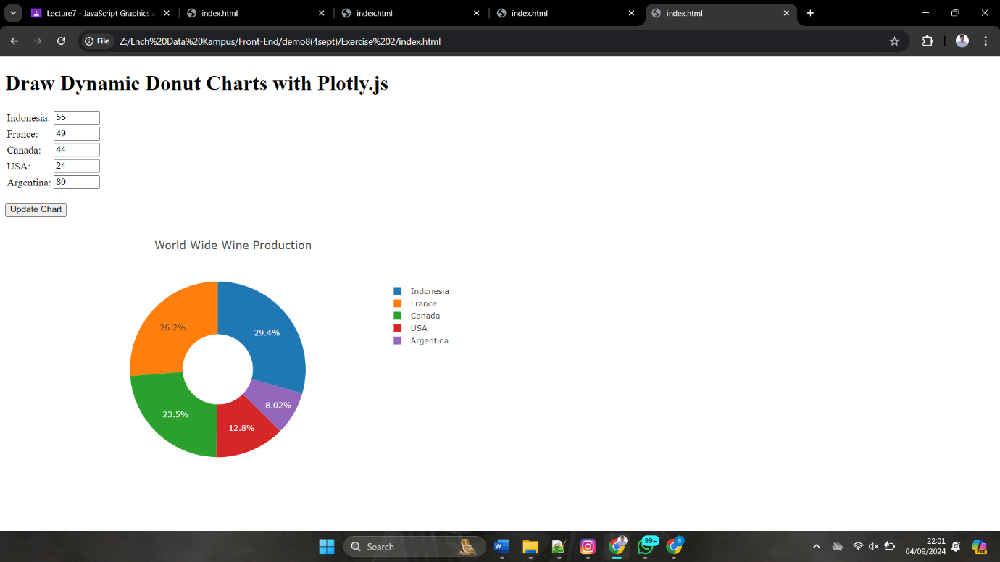 Lecture7 - JavaScript Graphics a
index.html
index.html
index.html
index.html
File
Z:/Lnch%20Data%20Kampus/Front-End/demo8(4sept)/Exercise%202/index.html
Draw Dynamic Donut Charts with Plotly.js
Indonesia: 55
France: 49
Canada: 44
USA: 24
Argentina: 80
Update Chart
World Wide Wine Production
Indonesia
France
Canada
USA
Argentina
26.2%
29.4%
8.02%
23.5%
12.8%
Search
99+
22:01
04/09/2024
PRE